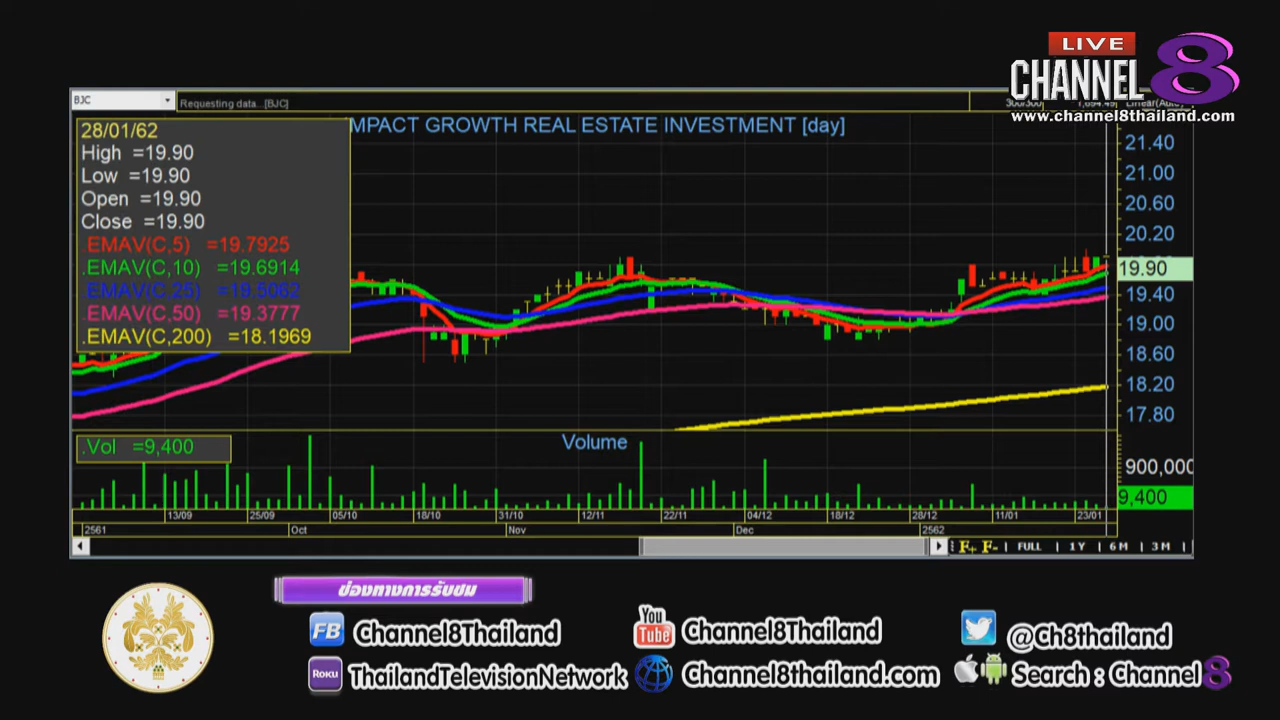 LIVE
CHANNEL 8
www.channel8thailand.com
BJC
Requesting data...[BJC]
300/300
IMPACT GROWTH REAL ESTATE INVESTMENT [day]
28/01/62
High =19.90
Low =19.90
Open =19.90
Close =19.90
.EMAV(C,5) =19.7925
.EMAV(C,10) =19.6914
.EMAV(C,25) =19.5062
.EMAV(C,50) =19.3777
.EMAV(C,200) =18.1969
21.40
21.00
20.60
20.20
19.90
19.40
19.00
18.60
18.20
17.80
.Vol =9,400
Volume
900,000
9,400
13/09 25/09 05/10 18/10 31/10 12/11 22/11 04/12 18/12 28/12 11/01 23/01
2561 Oct Nov Dec 2562
F+ F- | FULL | 1Y | 6M | 3M |
ช่องทางการรับชม
FB Channel8Thailand
You Tube Channel8Thailand
@Ch8thailand
ROKU ThailandTelevisionNetwork
Channel8Thailand.com
Search : Channel 8